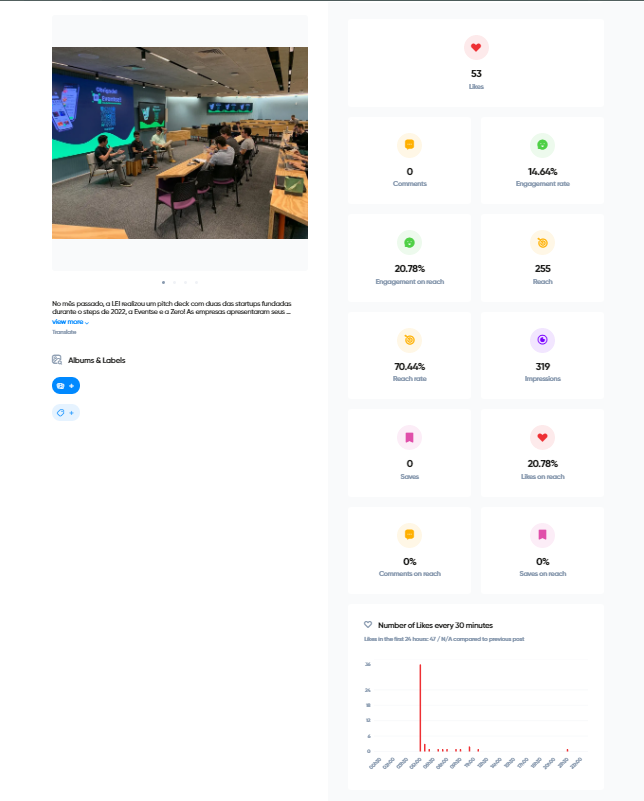 Obrigado
Eventse!
No mês passado, a LEI realizou um pitch deck com duas das startups fundadas
durante o steps de 2022, a Eventse e a Zero! As empresas apresentaram seus ...
view more
Translate
Albums & Labels
+
+
53
Likes
0
Comments
14.64%
Engagement rate
20.78%
Engagement on reach
255
Reach
70.44%
Reach rate
319
Impressions
0
Saves
20.78%
Likes on reach
0%
Comments on reach
0%
Saves on reach
Number of Likes every 30 minutes
Likes in the first 24 hours: 47 / N/A compared to previous post
24
18
12
6
0